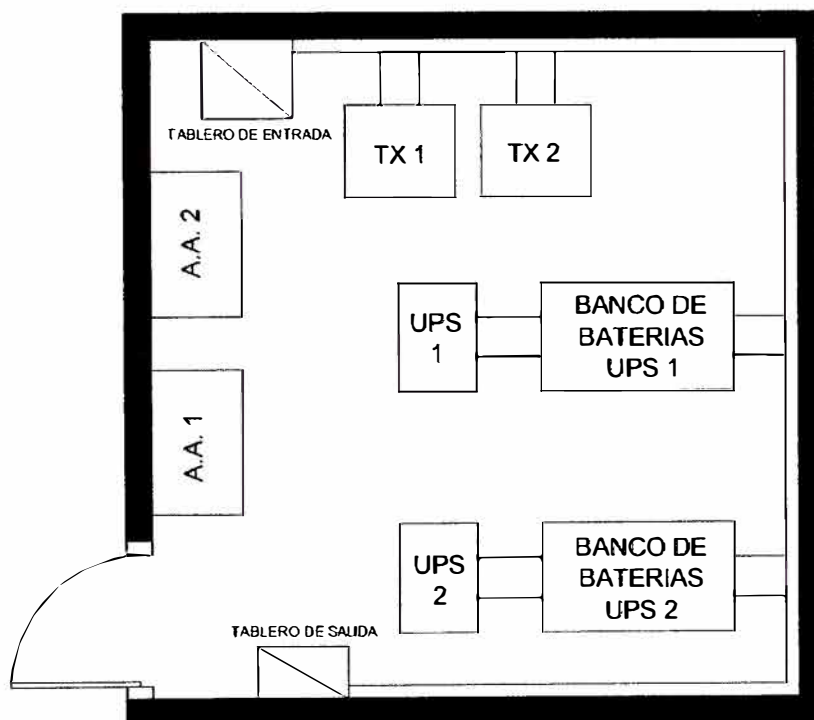 TABLERO DE ENTRADA
TX 1
TX 2
A.A. 2
UPS
1
BANCO DE
BATERIAS
UPS 1
A.A. 1
UPS
2
BANCO DE
BATERIAS
UPS 2
TABLERO DE SALIDA